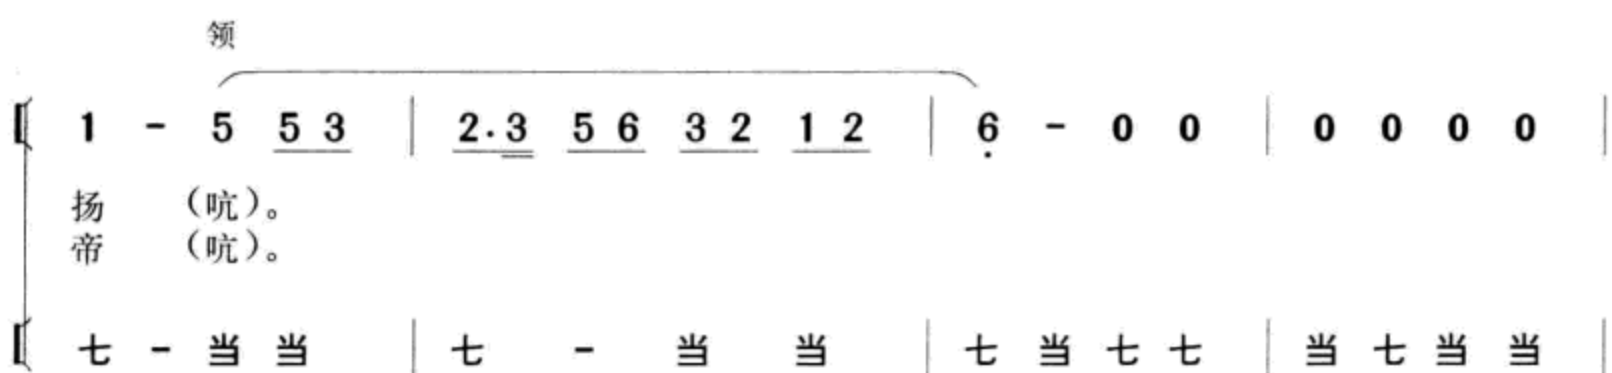 领
1 - 5 5 3 | 2·3 5 6 3 2 1 2 | 6̣ - 0 0 | 0 0 0 0 |
扬 （吭）。
帝 （吭）。
七 - 当 当 | 七 - 当 当 | 七 当 七 七 | 当 七 当 当 |